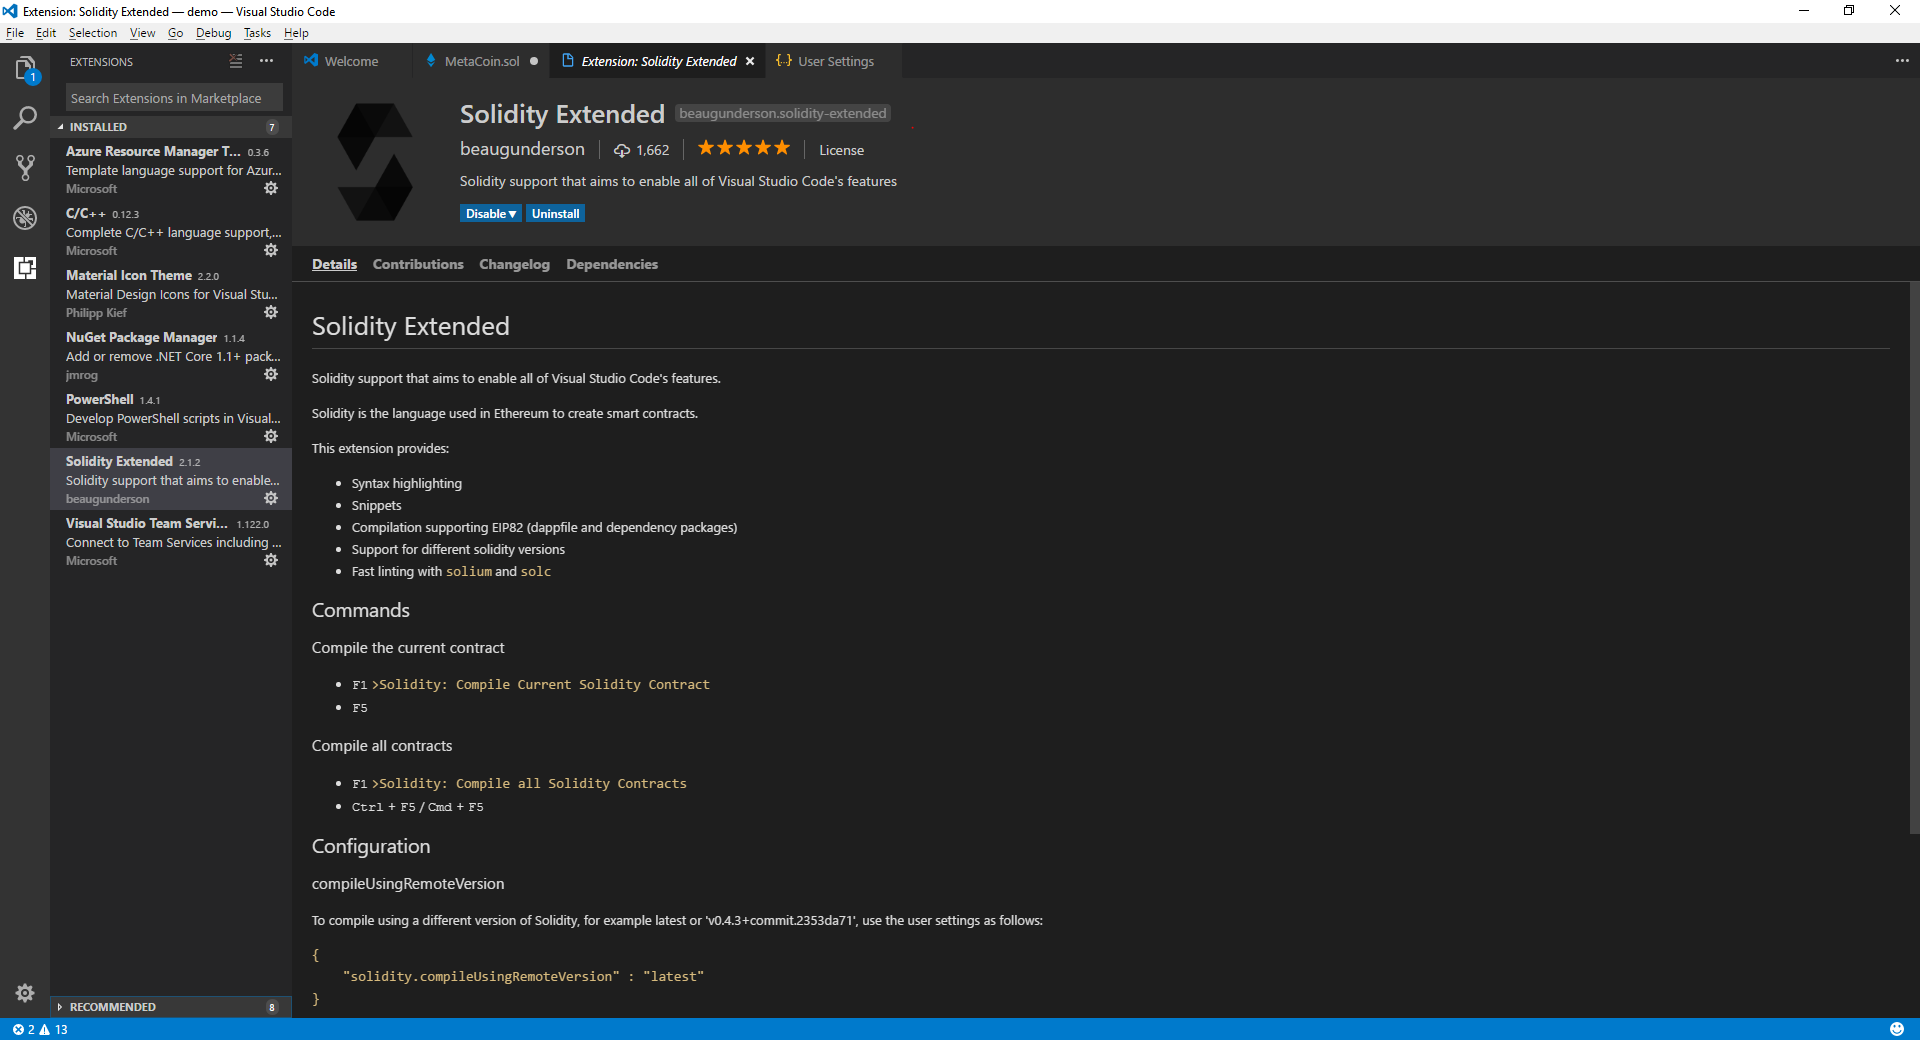 Extension: Solidity Extended — demo — Visual Studio Code
File Edit Selection View Go Debug Tasks Help
1
EXTENSIONS
Search Extensions in Marketplace
INSTALLED 7
Azure Resource Manager T... 0.3.6
Template language support for Azur...
Microsoft
C/C++ 0.12.3
Complete C/C++ language support,...
Microsoft
Material Icon Theme 2.2.0
Material Design Icons for Visual Stu...
Philipp Kief
NuGet Package Manager 1.1.4
Add or remove .NET Core 1.1+ pack...
jmrog
PowerShell 1.4.1
Develop PowerShell scripts in Visual...
Microsoft
Solidity Extended 2.1.2
Solidity support that aims to enable...
beaugunderson
Visual Studio Team Servi... 1.122.0
Connect to Team Services including ...
Microsoft
RECOMMENDED 8
Welcome MetaCoin.sol Extension: Solidity Extended User Settings
Solidity Extended beaugunderson.solidity-extended
beaugunderson 1,662 License
Solidity support that aims to enable all of Visual Studio Code's features
Disable Uninstall
Details Contributions Changelog Dependencies
Solidity Extended
Solidity support that aims to enable all of Visual Studio Code's features.
Solidity is the language used in Ethereum to create smart contracts.
This extension provides:
• Syntax highlighting
• Snippets
• Compilation supporting EIP82 (dappfile and dependency packages)
• Support for different solidity versions
• Fast linting with solium and solc
Commands
Compile the current contract
• F1 >Solidity: Compile Current Solidity Contract
• F5
Compile all contracts
• F1 >Solidity: Compile all Solidity Contracts
• Ctrl + F5 / Cmd + F5
Configuration
compileUsingRemoteVersion
To compile using a different version of Solidity, for example latest or 'v0.4.3+commit.2353da71', use the user settings as follows:
{
"solidity.compileUsingRemoteVersion" : "latest"
}
2 13